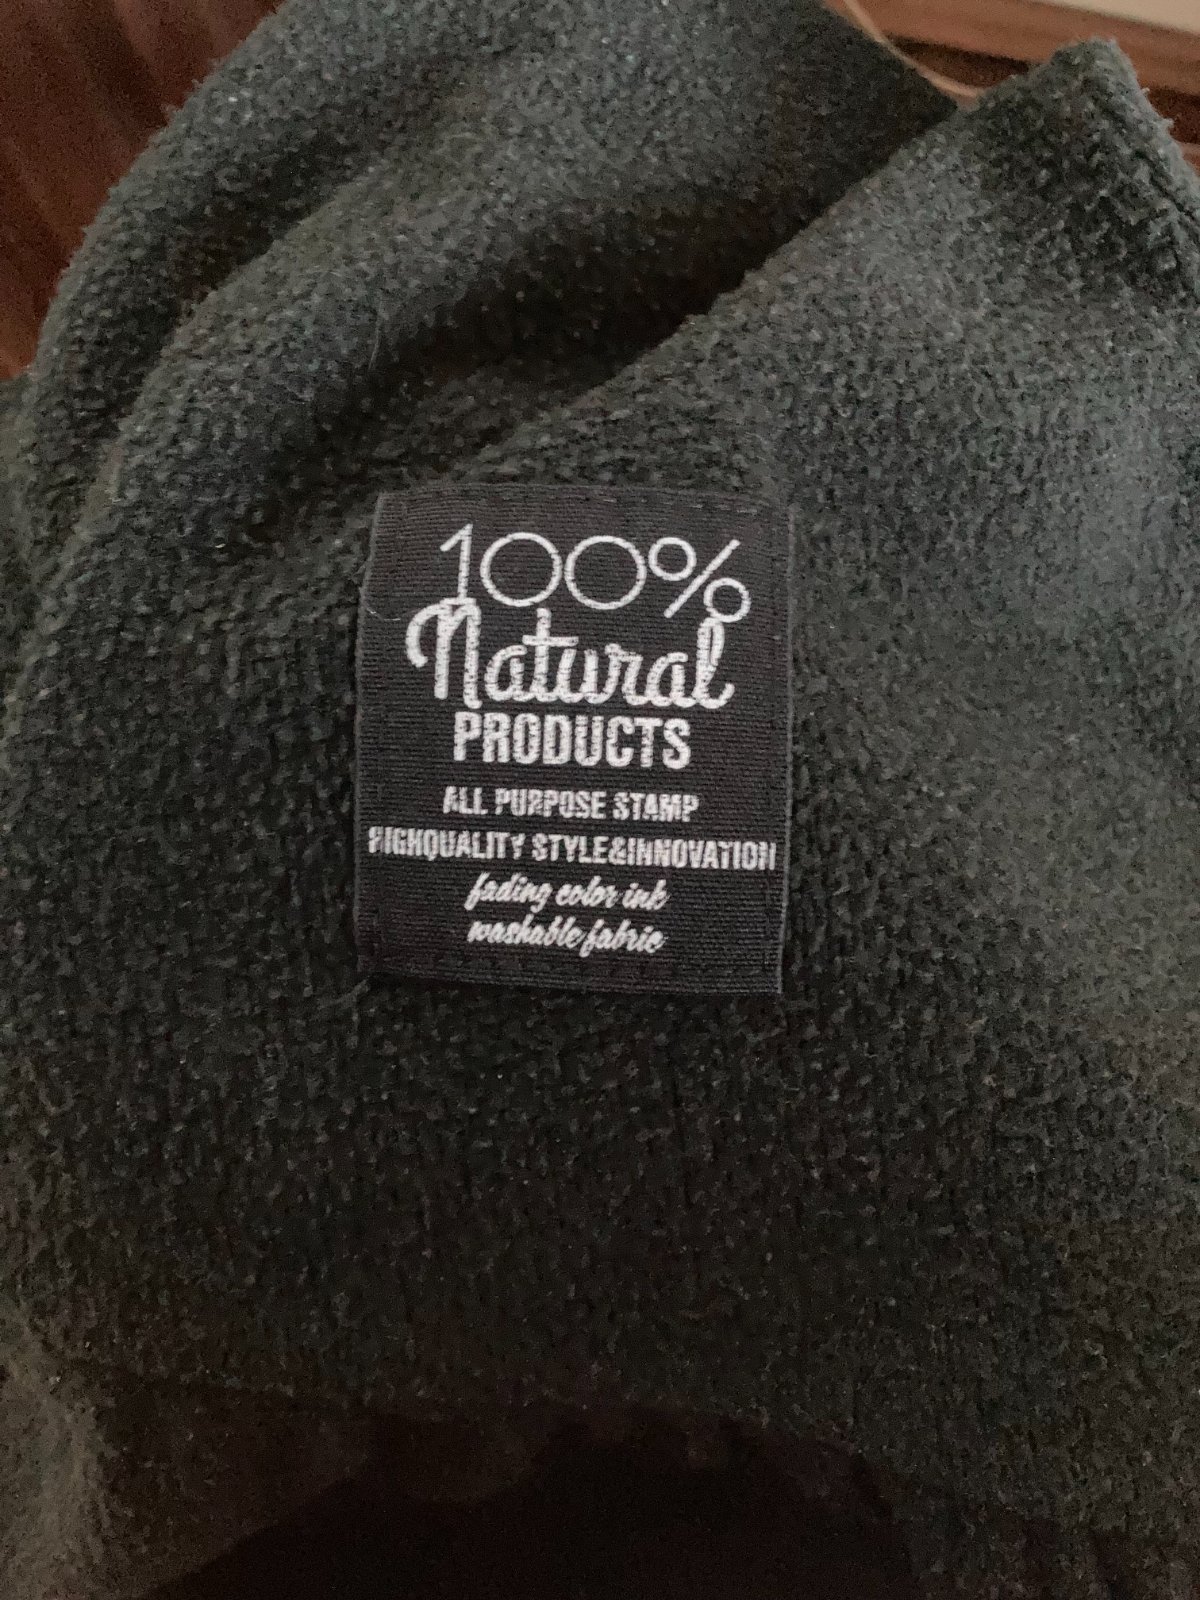 100%
Natural
PRODUCTS
ALL PURPOSE STAMP
HIGHQUALITY STYLE&INNOVATION
fading color ink
washable fabric